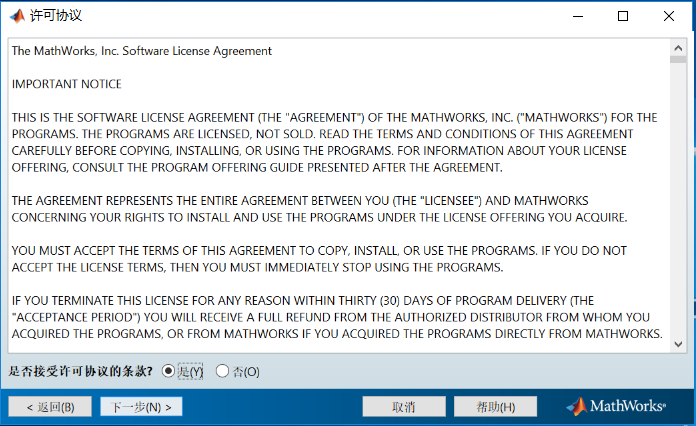 许可协议
The MathWorks, Inc. Software License Agreement
IMPORTANT NOTICE
THIS IS THE SOFTWARE LICENSE AGREEMENT (THE "AGREEMENT") OF THE MATHWORKS, INC. ("MATHWORKS") FOR THE
PROGRAMS. THE PROGRAMS ARE LICENSED, NOT SOLD. READ THE TERMS AND CONDITIONS OF THIS AGREEMENT
CAREFULLY BEFORE COPYING, INSTALLING, OR USING THE PROGRAMS. FOR INFORMATION ABOUT YOUR LICENSE
OFFERING, CONSULT THE PROGRAM OFFERING GUIDE PRESENTED AFTER THE AGREEMENT.
THE AGREEMENT REPRESENTS THE ENTIRE AGREEMENT BETWEEN YOU (THE "LICENSEE") AND MATHWORKS
CONCERNING YOUR RIGHTS TO INSTALL AND USE THE PROGRAMS UNDER THE LICENSE OFFERING YOU ACQUIRE.
YOU MUST ACCEPT THE TERMS OF THIS AGREEMENT TO COPY, INSTALL, OR USE THE PROGRAMS. IF YOU DO NOT
ACCEPT THE LICENSE TERMS, THEN YOU MUST IMMEDIATELY STOP USING THE PROGRAMS.
IF YOU TERMINATE THIS LICENSE FOR ANY REASON WITHIN THIRTY (30) DAYS OF PROGRAM DELIVERY (THE
"ACCEPTANCE PERIOD") YOU WILL RECEIVE A FULL REFUND FROM THE AUTHORIZED DISTRIBUTOR FROM WHOM YOU
ACQUIRED THE PROGRAMS, OR FROM MATHWORKS IF YOU ACQUIRED THE PROGRAMS DIRECTLY FROM MATHWORKS.
是否接受许可协议的条款? 是(Y) 否(O)
< 返回(B) 下一步(N) > 取消 帮助(H) MathWorks®